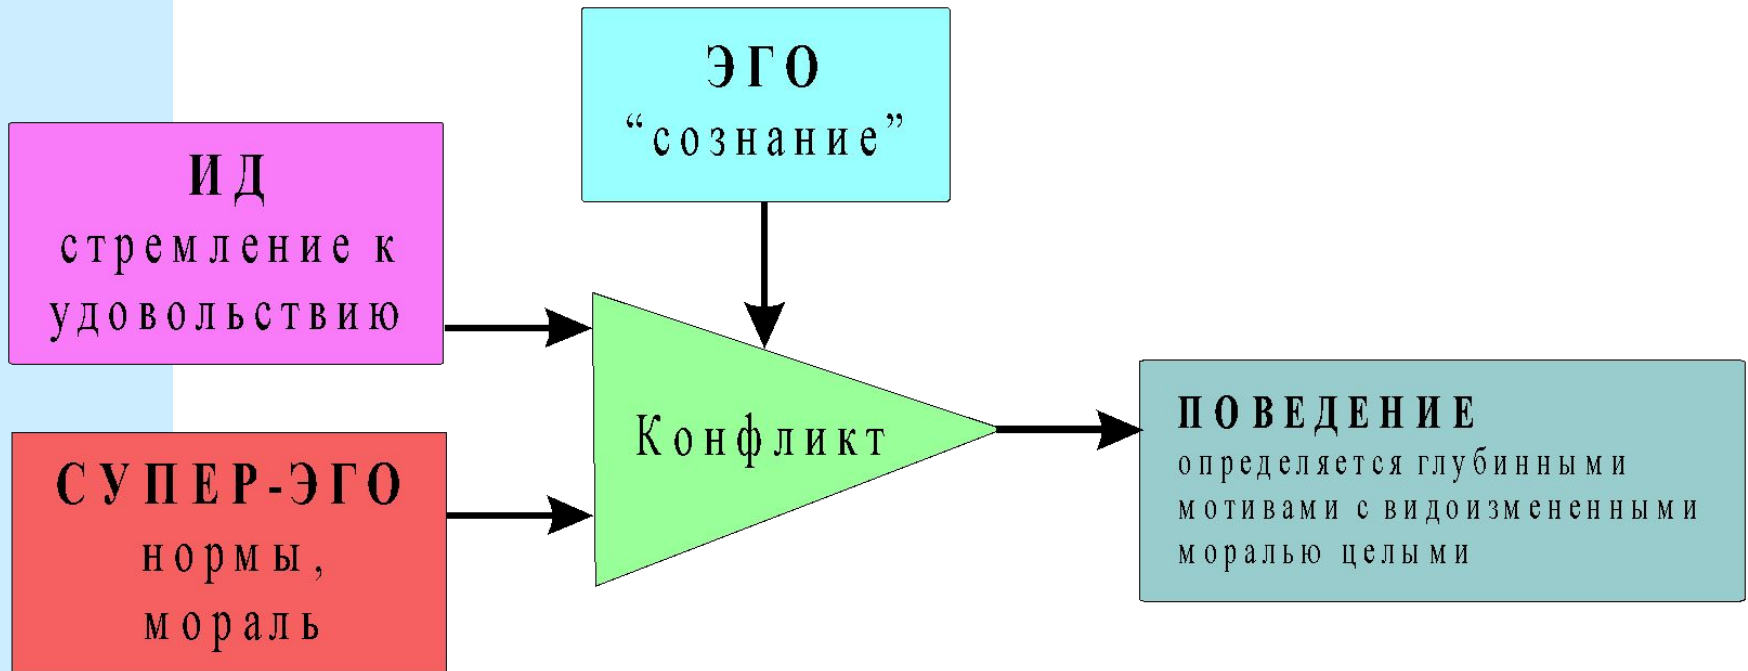 ЭГО
“сознание”
ИД
стремление к
удовольствию
Конфликт
СУПЕР-ЭГО
нормы,
мораль
ПОВЕДЕНИЕ
определяется глубинными
мотивами с видоизмененными
моралью целыми